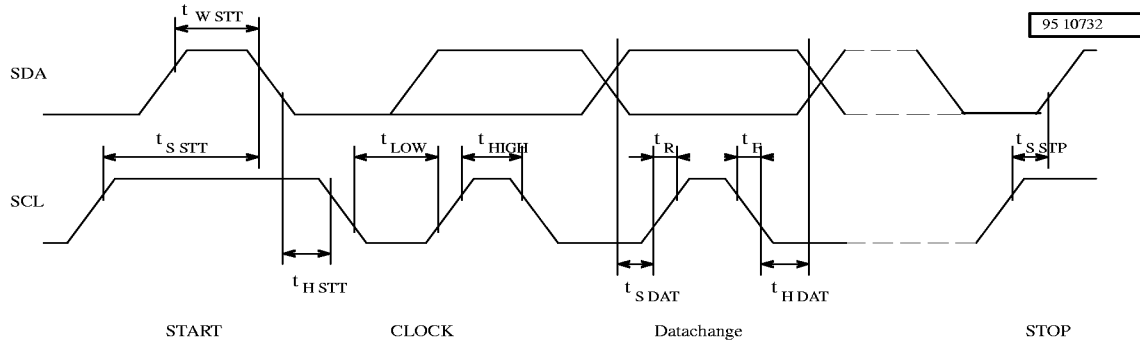 t W STT
95 10732
SDA
t S STT
t LOW
t HIGH
t R
t F
t S STP
SCL
t H STT
t S DAT
t H DAT
START
CLOCK
Datachange
STOP